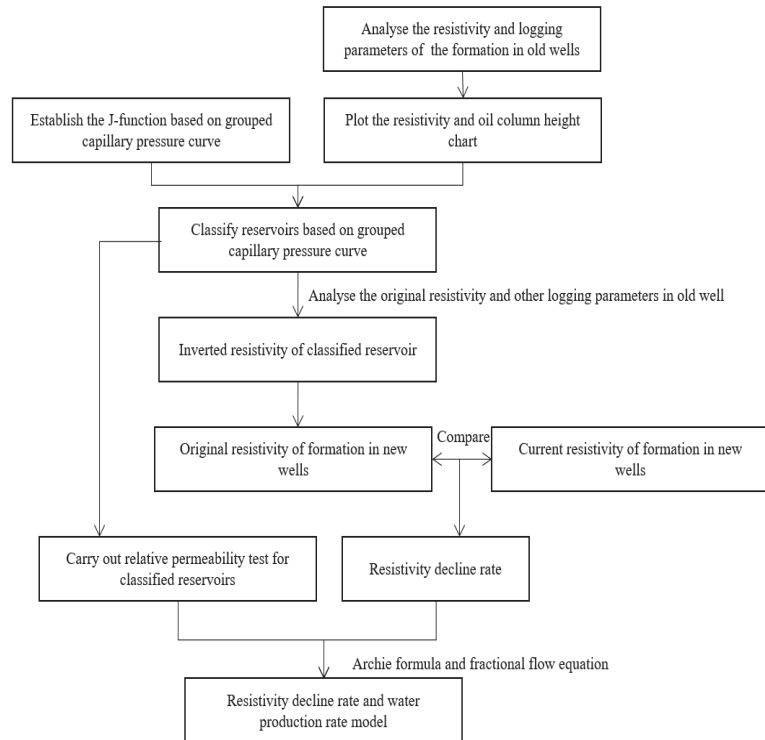 Analyse the resistivity and logging
parameters of the formation in old wells
Establish the J-function based on grouped
capillary pressure curve
Plot the resistivity and oil column height
chart
Classify reservoirs based on grouped
capillary pressure curve
Analyse the original resistivity and other logging parameters in old well
Inverted resistivity of classified reservoir
Original resistivity of formation in new
wells
Compare
Current resistivity of formation in new
wells
Carry out relative permeability test for
classified reservoirs
Resistivity decline rate
Archie formula and fractional flow equation
Resistivity decline rate and water
production rate model